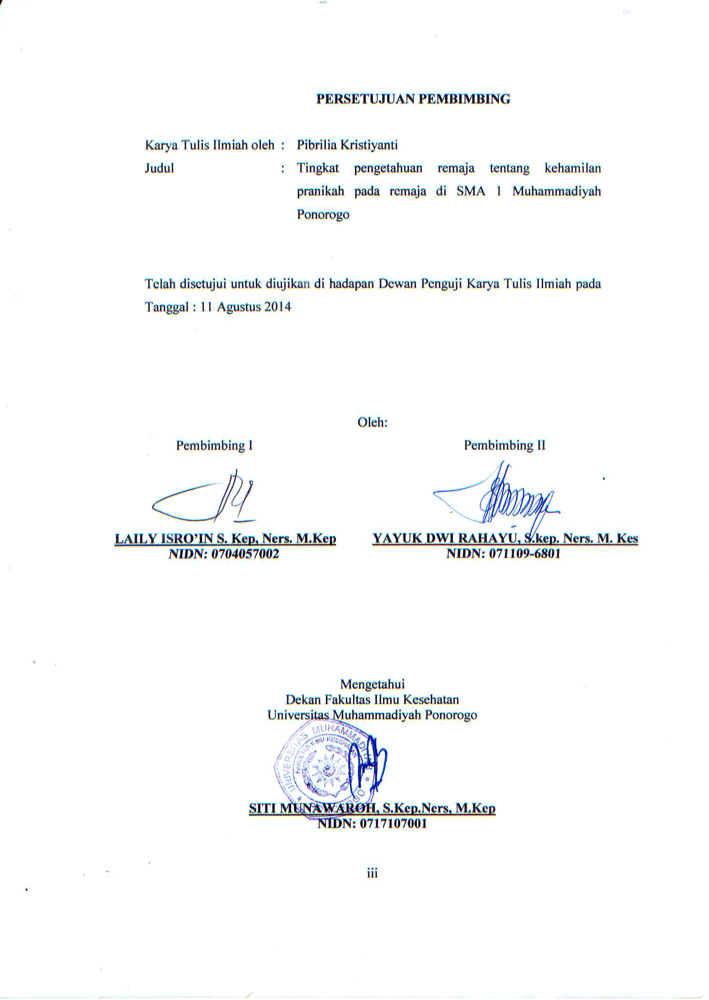 PERSETUJUAN PEMBIMBING
Karya Tulis Ilmiah oleh : Pibrilia Kristiyanti
Judul : Tingkat pengetahuan remaja tentang kehamilan
pranikah pada remaja di SMA 1 Muhammadiyah
Ponorogo
Telah disetujui untuk diujikan di hadapan Dewan Penguji Karya Tulis Ilmiah pada
Tanggal : 11 Agustus 2014
Oleh:
Pembimbing I Pembimbing II
LAILY ISRO'IN S. Kep, Ners. M.Kep YAYUK DWI RAHAYU, S.kep. Ners. M. Kes
NIDN: 0704057002 NIDN: 071109-6801
Mengetahui
Dekan Fakultas Ilmu Kesehatan
Universitas Muhammadiyah Ponorogo
UNIVERSITAS MUHAMMADIYAH
FAKULTAS ILMU KESEHATAN
SITI MUNAWAROH, S.Kep.Ners, M.Kep
NIDN: 0717107001
iii